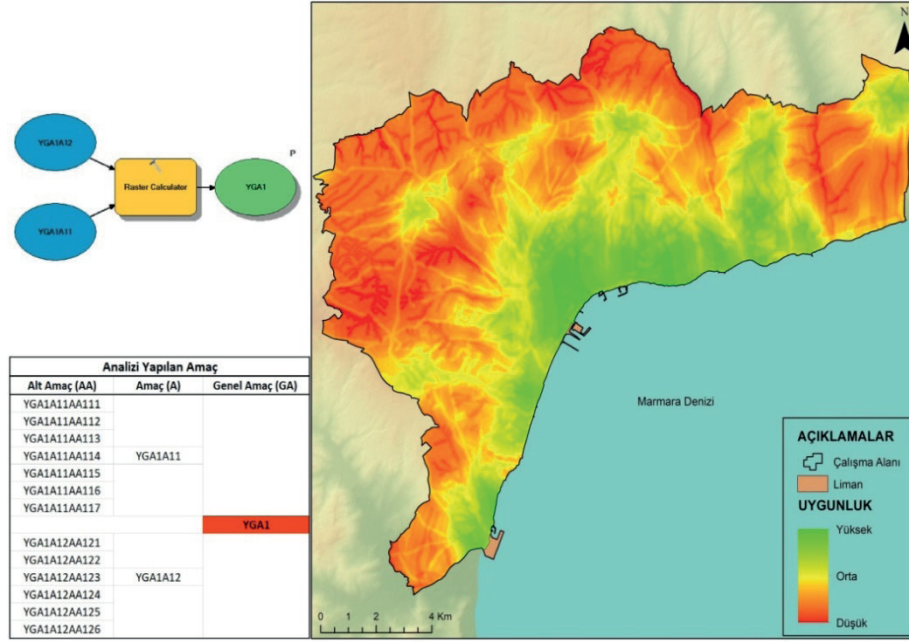 YGA1A12
YGA1A11
Raster Calculator
P
YGA1
Analizi Yapılan Amaç
Alt Amaç (AA) Amaç (A) Genel Amaç (GA)
YGA1A11AA111
YGA1A11AA112
YGA1A11AA113
YGA1A11AA114 YGA1A11
YGA1A11AA115
YGA1A11AA116
YGA1A11AA117
YGA1
YGA1A12AA121
YGA1A12AA122
YGA1A12AA123 YGA1A12
YGA1A12AA124
YGA1A12AA125
YGA1A12AA126
N
Marmara Denizi
0 1 2 4 Km
AÇIKLAMALAR
Çalışma Alanı
Liman
UYGUNLUK
Yüksek
Orta
Düşük